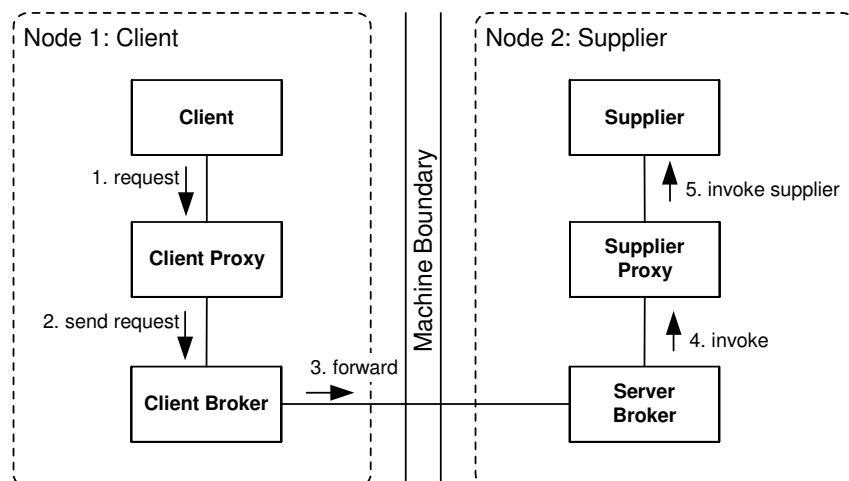 Node 1: Client
Client
1. request
Client Proxy
2. send request
Client Broker
3. forward
Machine Boundary
Node 2: Supplier
Supplier
5. invoke supplier
Supplier
Proxy
4. invoke
Server
Broker